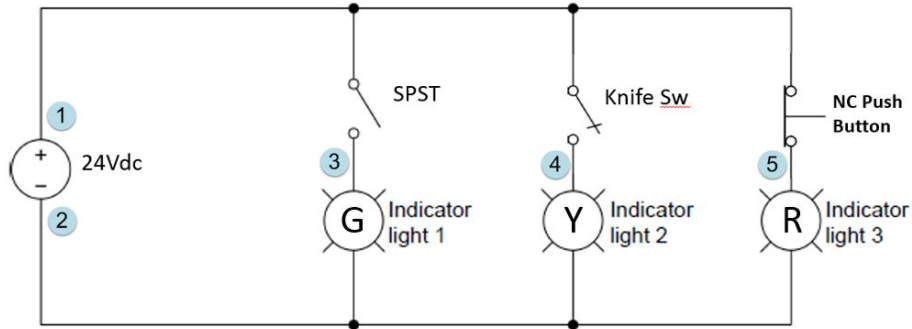 1
+
24Vdc
−
2
SPST
3
G
Indicator
light 1
Knife Sw
4
Y
Indicator
light 2
NC Push
Button
5
R
Indicator
light 3